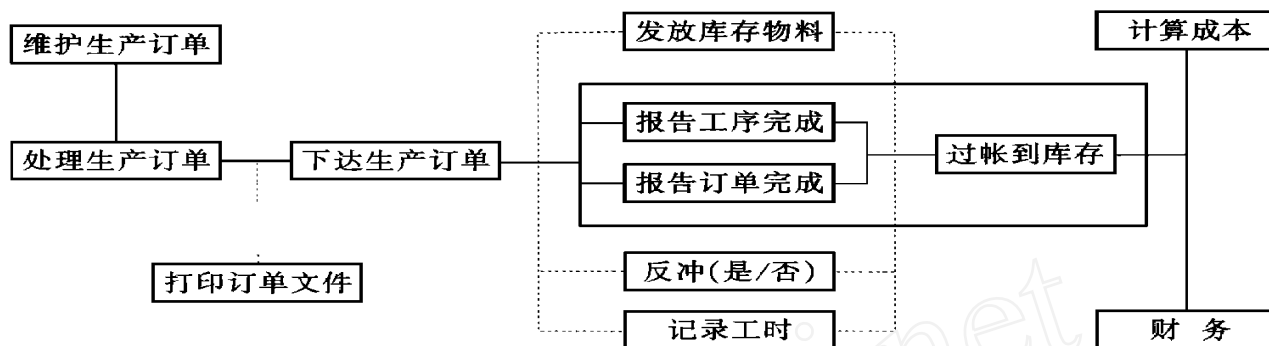 维护生产订单
发放库存物料
计算成本
报告工序完成
处理生产订单
下达生产订单
过帐到库存
报告订单完成
打印订单文件
反冲(是/否)
记录工时
财 务